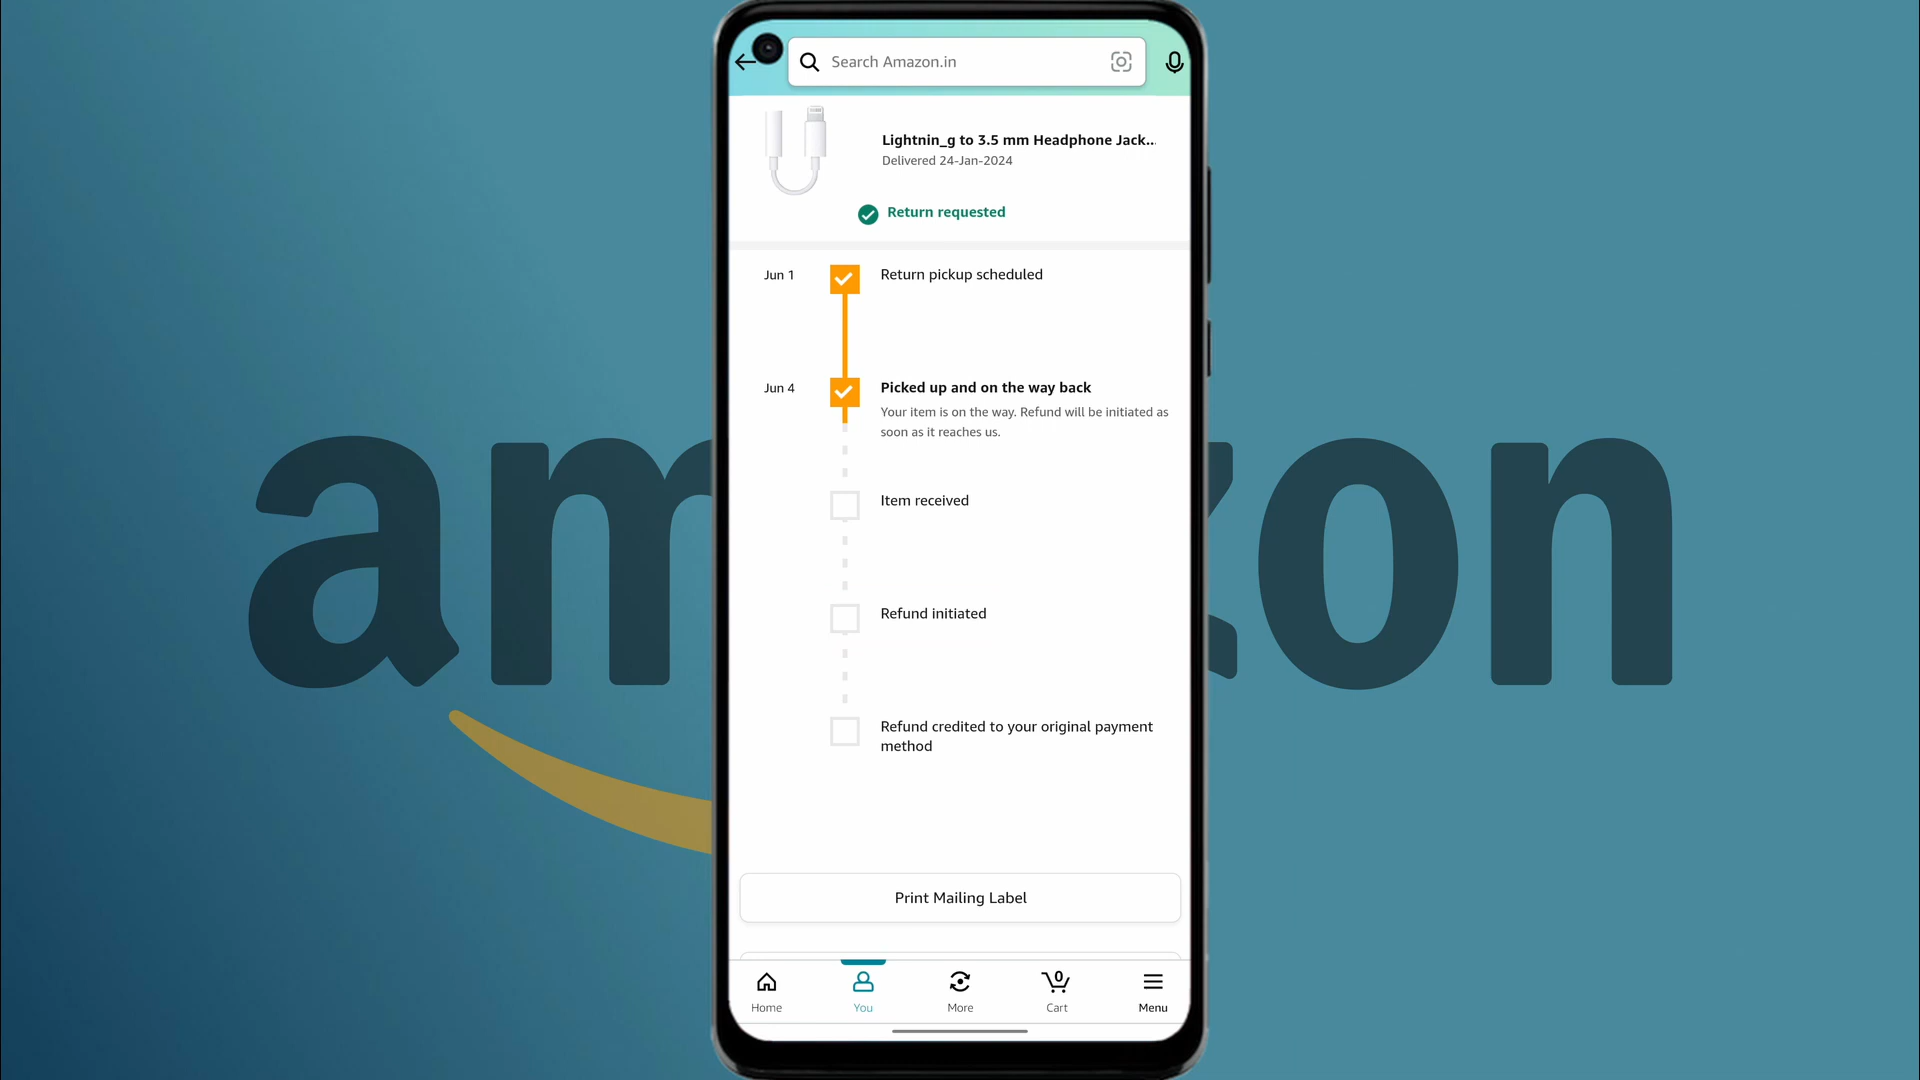 Search Amazon.in
Lightnin_g to 3.5 mm Headphone Jack...
Delivered 24-Jan-2024
Return requested
Jun 1
Return pickup scheduled
Jun 4
Picked up and on the way back
Your item is on the way. Refund will be initiated as
soon as it reaches us.
Item received
Refund initiated
Refund credited to your original payment
method
Print Mailing Label
Home
You
More
0
Cart
Menu
am zon